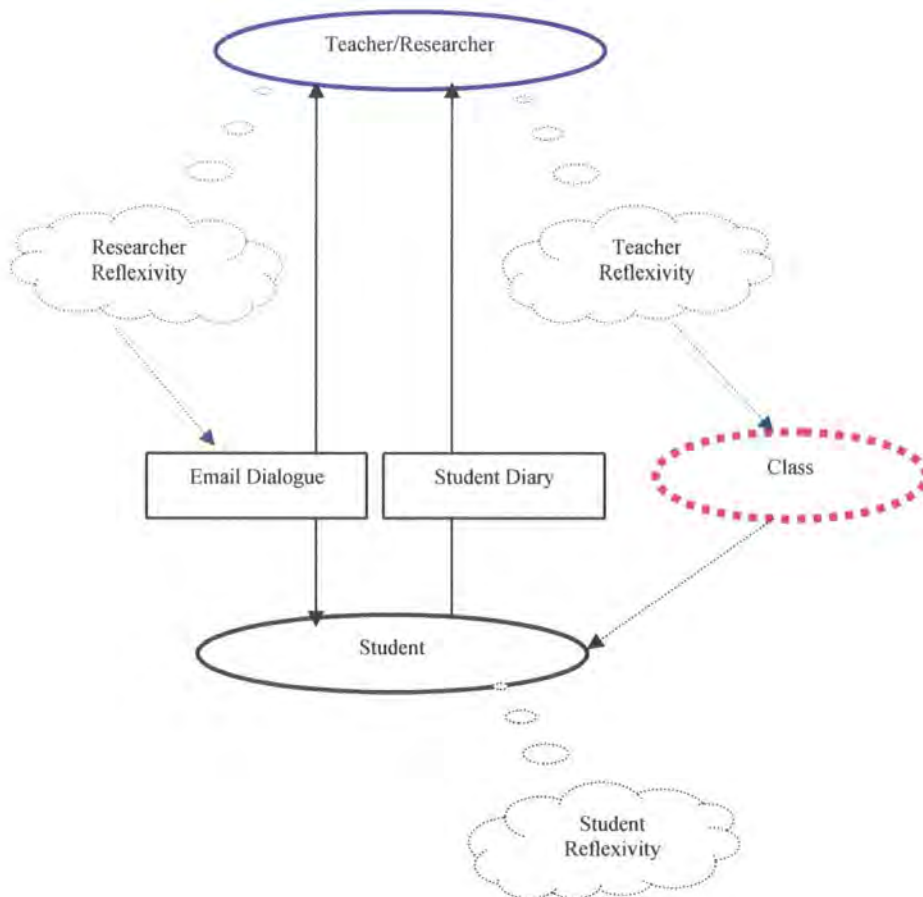 Teacher/Researcher
Researcher
Reflexivity
Teacher
Reflexivity
Email Dialogue
Student Diary
Class
Student
Student
Reflexivity